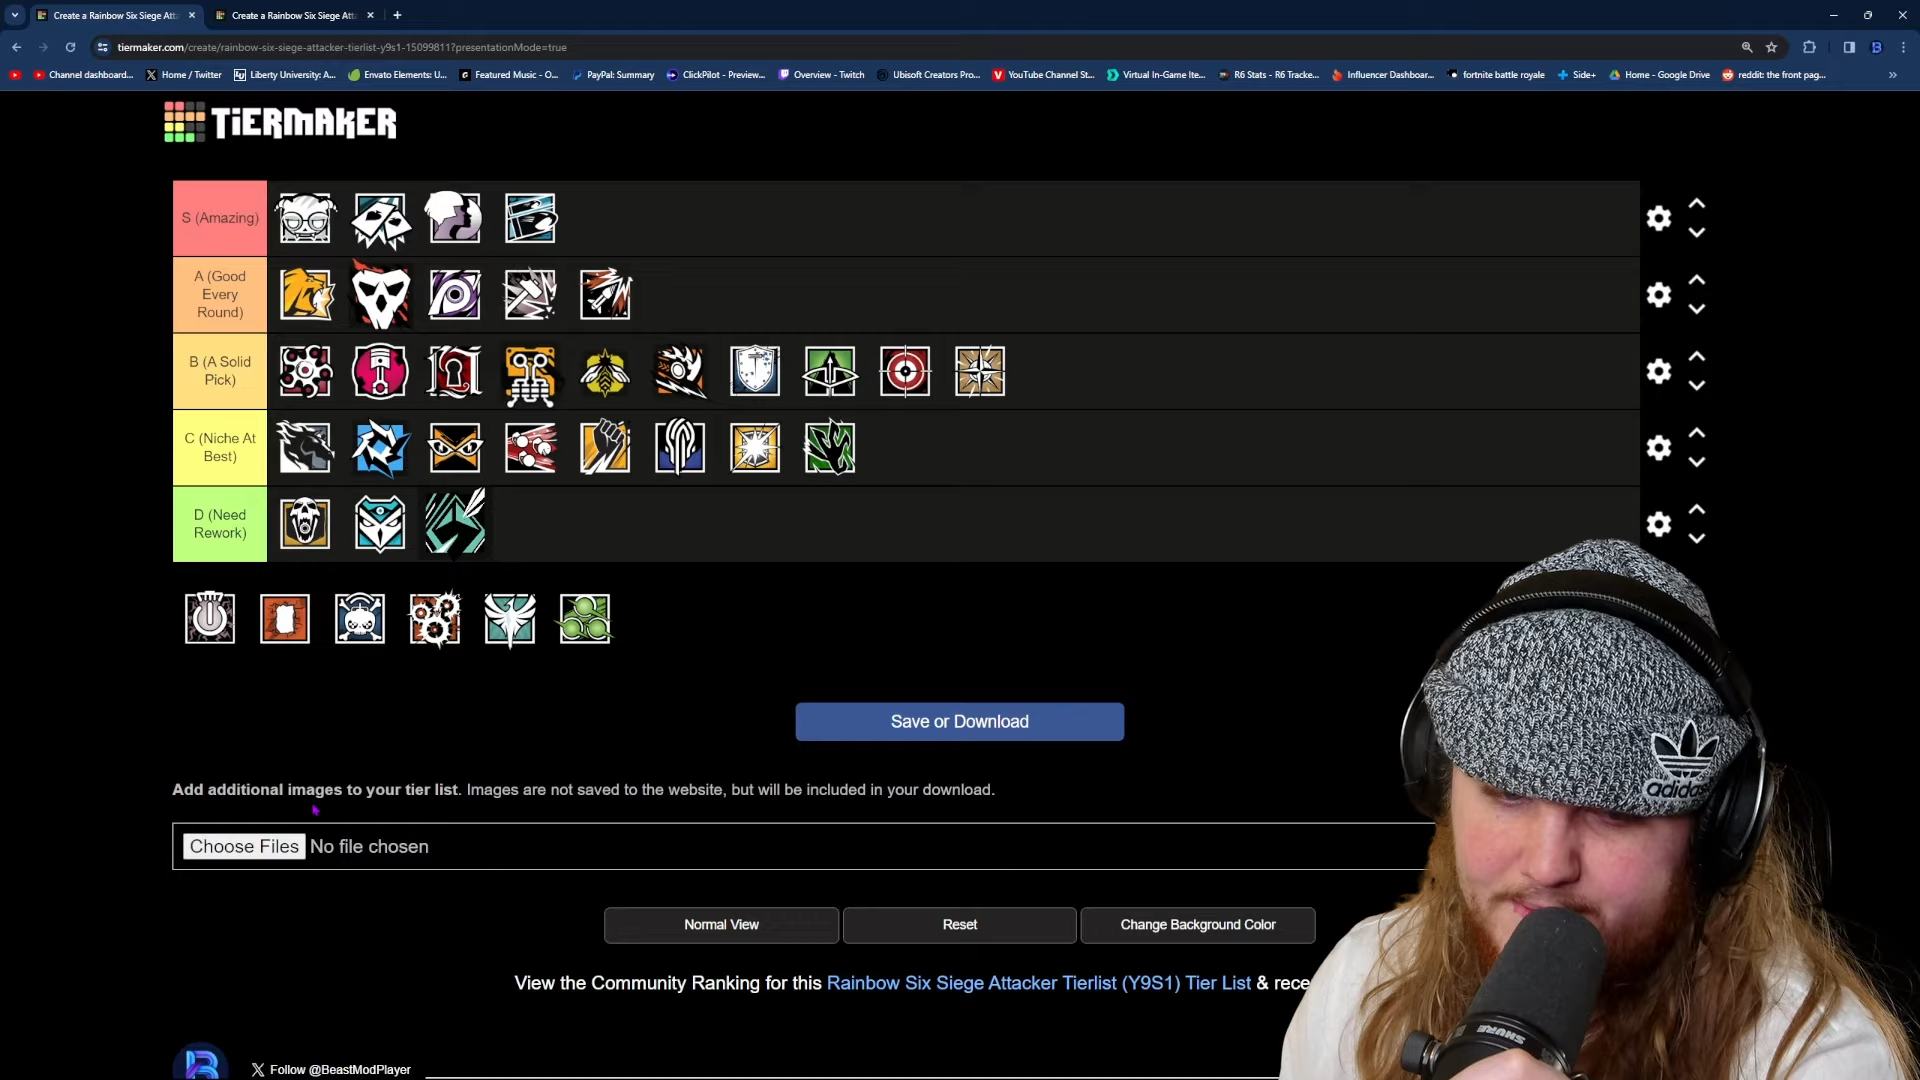 Create a Rainbow Six Siege Att
Create a Rainbow Six Siege Att
tiermaker.com/create/rainbow-six-siege-attacker-tierlist-y9s1-15099811?presentationMode=true
Channel dashboard...
Home / Twitter
Liberty University: A...
Envato Elements: U...
Featured Music - O...
PayPal: Summary
ClickPilot - Preview...
Overview - Twitch
Ubisoft Creators Pro...
YouTube Channel St...
Virtual In-Game Ite...
R6 Stats - R6 Tracke...
Influencer Dashboar...
fortnite battle royale
Side+
Home - Google Drive
reddit: the front pag...
TiERMAKER
S (Amazing)
A (Good
Every
Round)
B (A Solid
Pick)
C (Niche At
Best)
D (Need
Rework)
Save or Download
Add additional images to your tier list. Images are not saved to the website, but will be included in your download.
Choose Files No file chosen
Normal View
Reset
Change Background Color
View the Community Ranking for this Rainbow Six Siege Attacker Tierlist (Y9S1) Tier List & rece
X Follow @BeastModPlayer
adidas
SHURE